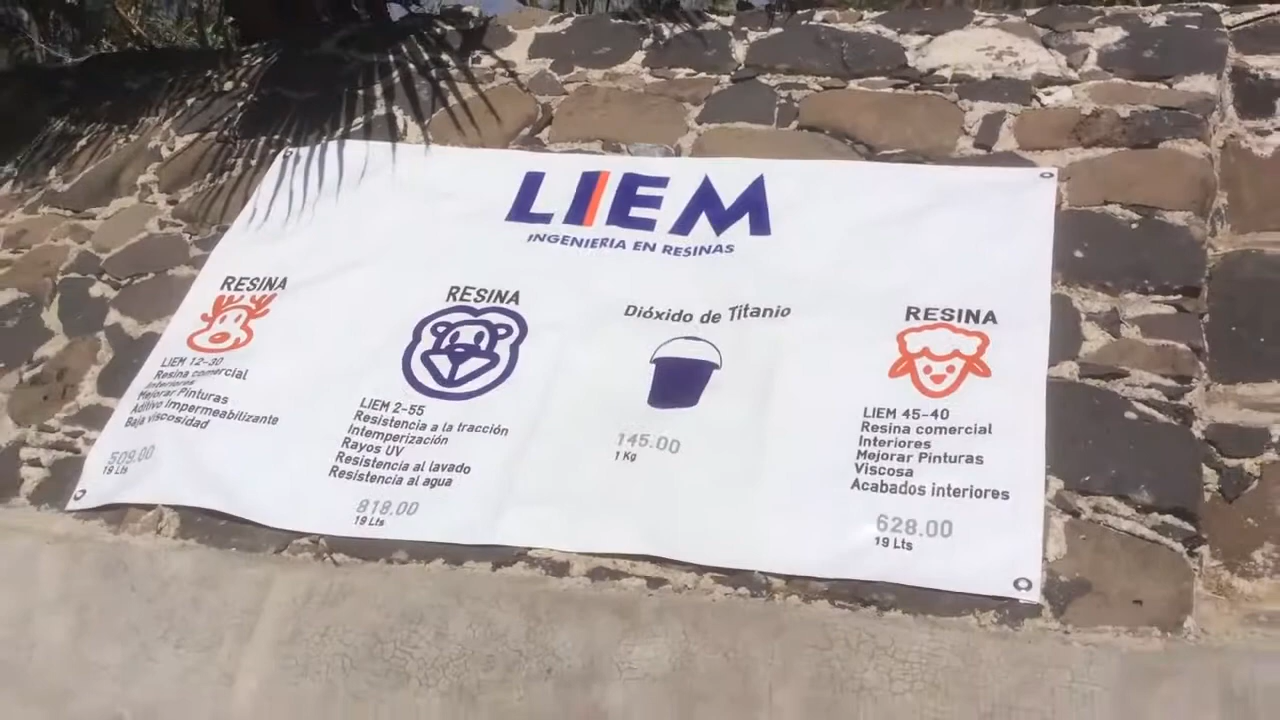 LIEM
INGENIERIA EN RESINAS
RESINA
LIEM 12-30
Resina comercial
Interiores
Mejorar Pinturas
Aditivo Impermeabilizante
Baja viscosidad
509.00
19 Lts
RESINA
LIEM 2-55
Resistencia a la tracción
Intemperización
Rayos UV
Resistencia al lavado
Resistencia al agua
818.00
19 Lts
Dióxido de Titanio
145.00
1 Kg
RESINA
LIEM 45-40
Resina comercial
Interiores
Mejorar Pinturas
Viscosa
Acabados interiores
628.00
19 Lts